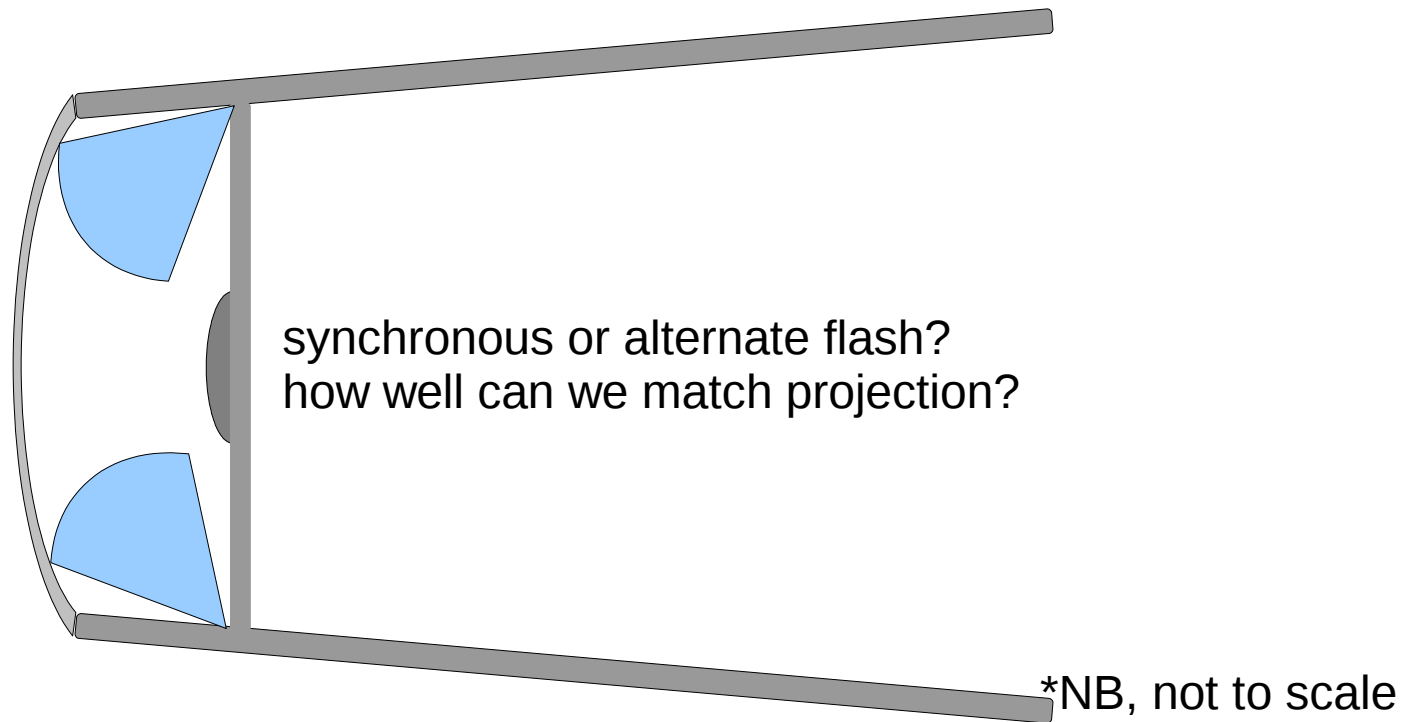 synchronous or alternate flash?
how well can we match projection?
*NB, not to scale